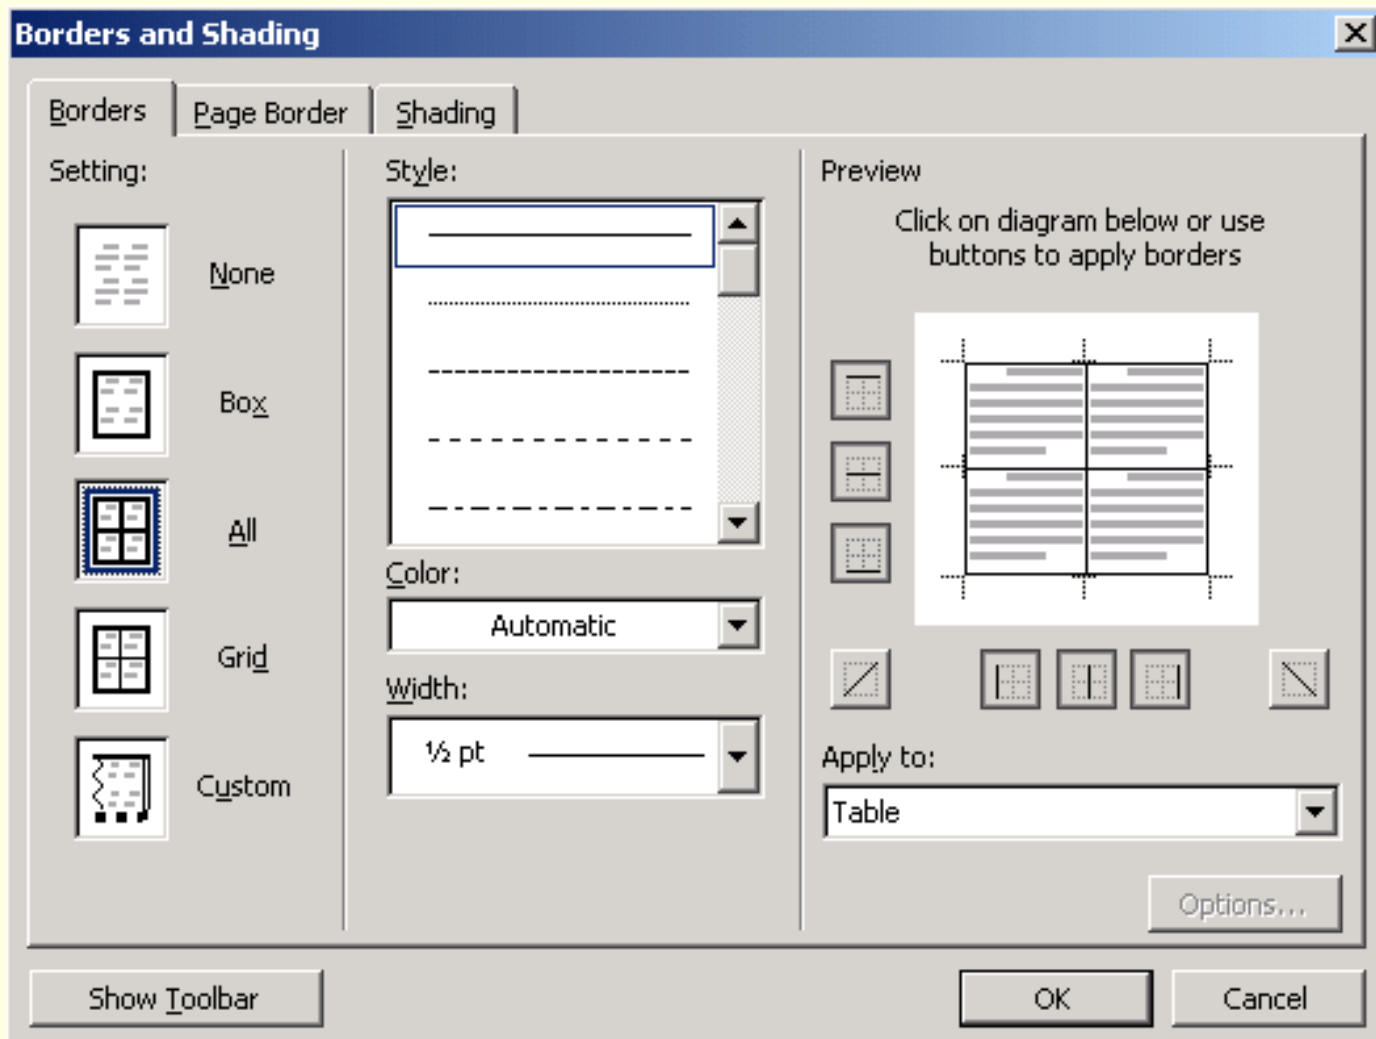 Borders and Shading
Borders
Page Border
Shading
Setting:
None
Box
All
Grid
Custom
Style:
Color:
Automatic
Width:
½ pt
Preview
Click on diagram below or use
buttons to apply borders
Apply to:
Table
Options...
Show Toolbar
OK
Cancel